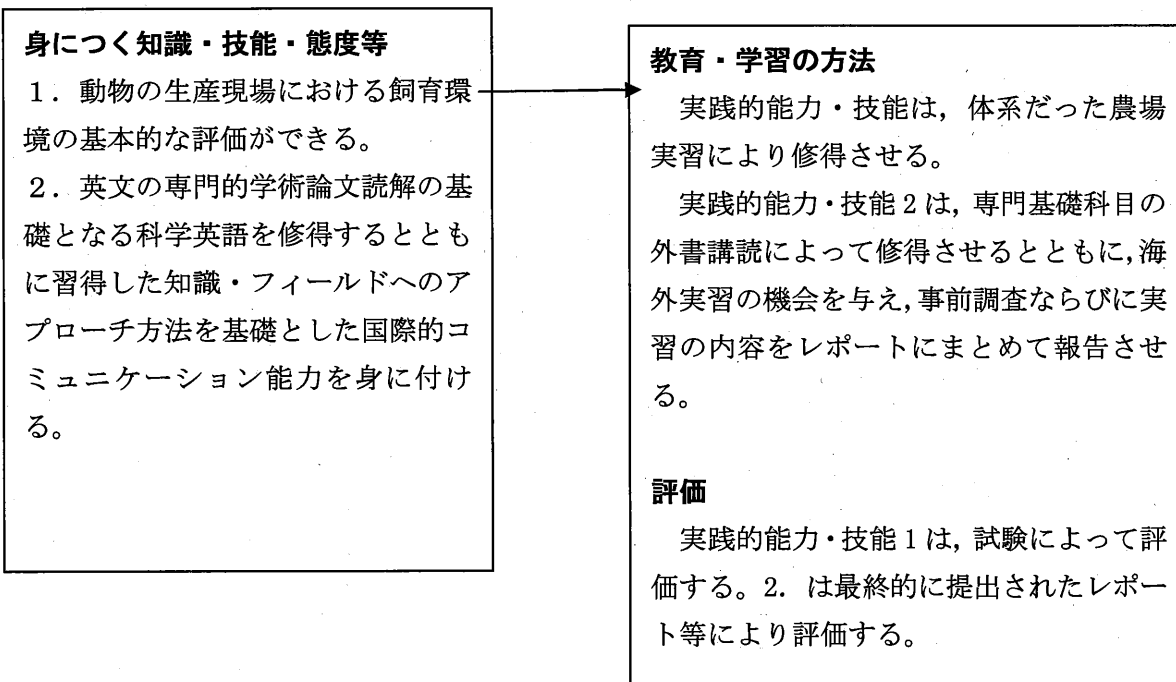 身につく知識・技能・態度等
１．動物の生産現場における飼育環
境の基本的な評価ができる。
２．英文の専門的学術論文読解の基
礎となる科学英語を修得するととも
に習得した知識・フィールドへのア
プローチ方法を基礎とした国際的コ
ミュニケーション能力を身に付け
る。
教育・学習の方法
実践的能力・技能は，体系だった農場
実習により修得させる。
実践的能力・技能 2 は，専門基礎科目の
外書講読によって修得させるとともに，海
外実習の機会を与え，事前調査ならびに実
習の内容をレポートにまとめて報告させ
る。
評価
実践的能力・技能 1 は，試験によって評
価する。2．は最終的に提出されたレポー
ト等により評価する。